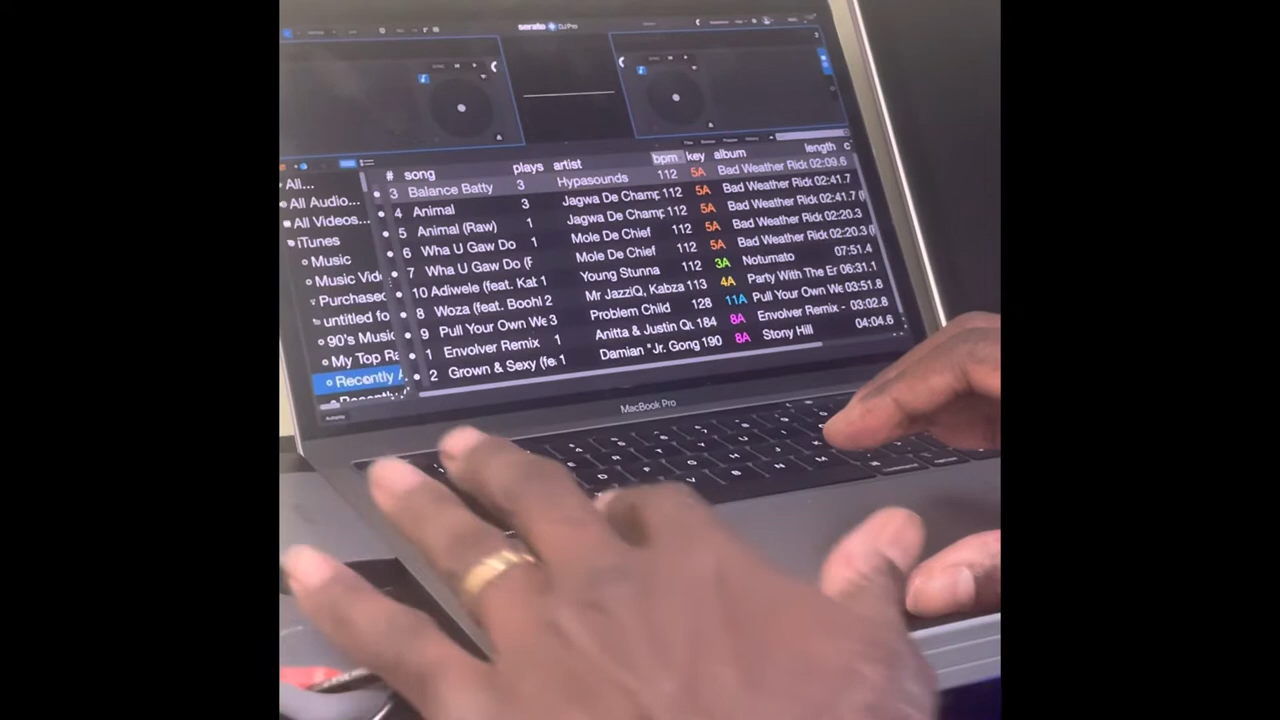 serato DJ Pro
# song plays artist bpm key album length c
3 Balance Batty 3 Hypasounds 112 5A Bad Weather Ride 02:09.6
4 Animal 3 Jagwa De Champ 112 5A Bad Weather Ride 02:41.7
5 Animal (Raw) 1 Jagwa De Champ 112 5A Bad Weather Ride 02:41.7 (
6 Wha U Gaw Do 1 Mole De Chief 112 5A Bad Weather Ride 02:20.3
7 Wha U Gaw Do (F Mole De Chief 112 5A Bad Weather Ride 02:20.3 (
10 Adiwele (feat. Kab 1 Young Stunna 112 3A Notumato 07:51.4
8 Woza (feat. Boohl 2 Mr JazziQ, Kabza 113 4A Party With The Er 06:31.1
9 Pull Your Own We 3 Problem Child 128 11A Pull Your Own We 03:51.8
1 Envolver Remix 1 Anitta & Justin Qu 184 8A Envolver Remix - 03:02.8
2 Grown & Sexy (fe 1 Damian "Jr. Gong 190 8A Stony Hill 04:04.6
All...
All Audio...
All Videos...
iTunes
Music
Music Vide
Purchased
untitled fo
90's Music
My Top Ra
Recently A
MacBook Pro